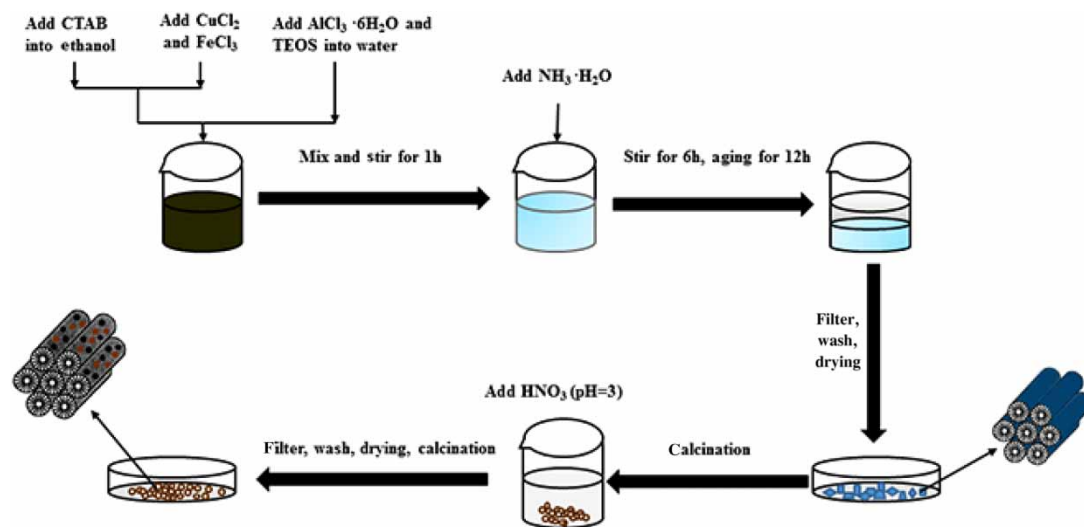 Add CTAB
into ethanol
Add CuCl₂
and FeCl₃
Add AlCl₃ ·6H₂O and
TEOS into water
Add NH₃·H₂O
Mix and stir for 1h
Stir for 6h, aging for 12h
Filter,
wash,
drying
Calcination
Add HNO₃ (pH=3)
Filter, wash, drying, calcination